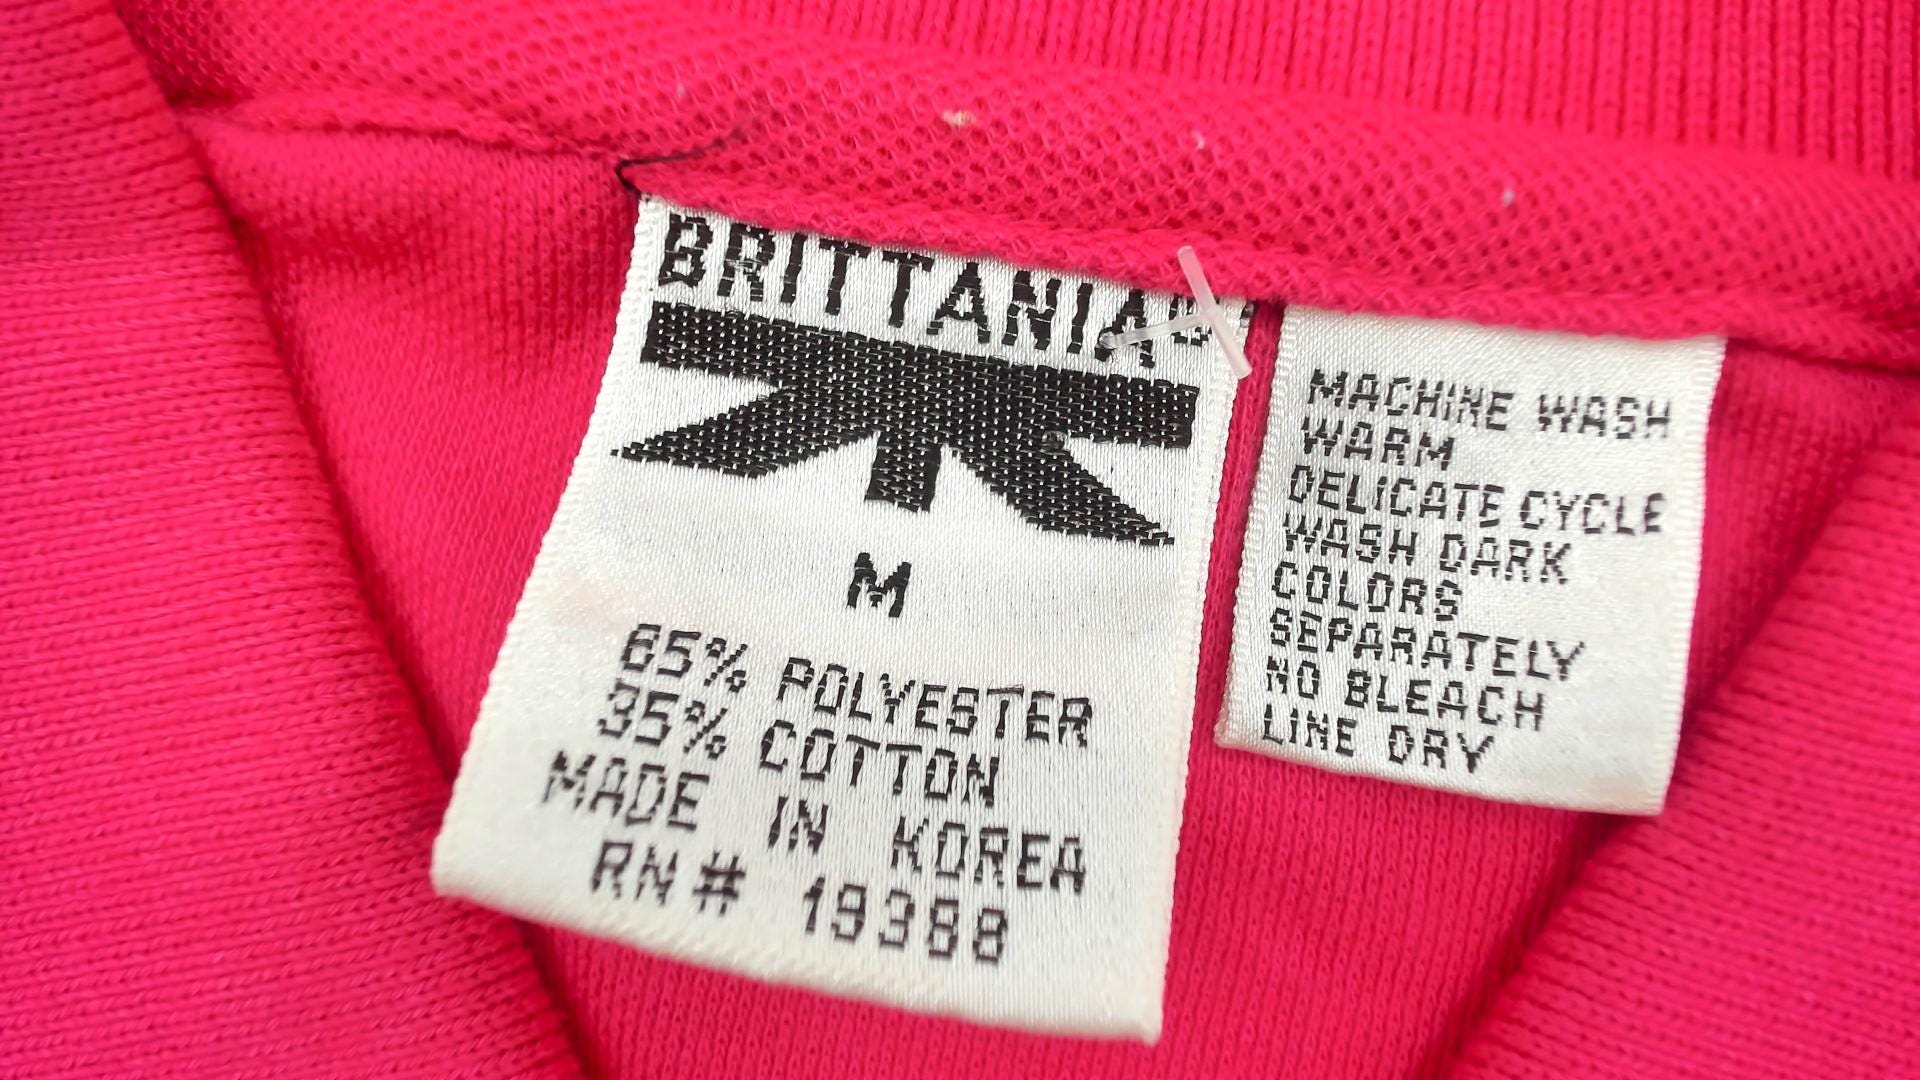 BRITTANIA®
M
65% POLYESTER
35% COTTON
MADE IN KOREA
RN# 19388
MACHINE WASH
WARM
DELICATE CYCLE
WASH DARK
COLORS
SEPARATELY
NO BLEACH
LINE DRY